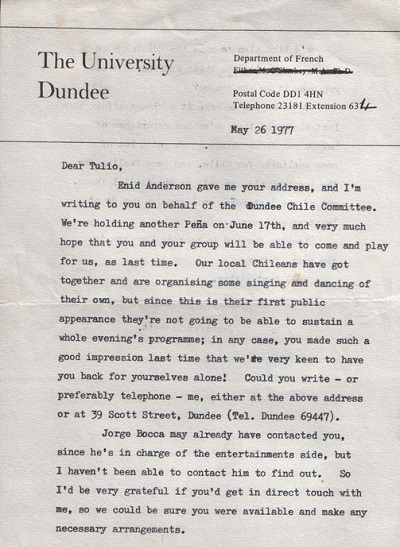 The University
Dundee
Department of French
Postal Code DD1 4HN
Telephone 23181 Extension 634
May 26 1977
Dear Tulio,
Enid Anderson gave me your address, and I'm
writing to you on behalf of the Dundee Chile Committee.
We're holding another Peña on June 17th, and very much
hope that you and your group will be able to come and play
for us, as last time. Our local Chileans have got
together and are organising some singing and dancing of
their own, but since this is their first public
appearance they're not going to be able to sustain a
whole evening's programme; in any case, you made such a
good impression last time that we're very keen to have
you back for yourselves alone! Could you write - or
preferably telephone - me, either at the above address
or at 39 Scott Street, Dundee (Tel. Dundee 69447).
Jorge Bocca may already have contacted you,
since he's in charge of the entertainments side, but
I haven't been able to contact him to find out. So
I'd be very grateful if you'd get in direct touch with
me, so we could be sure you were available and make any
necessary arrangements.